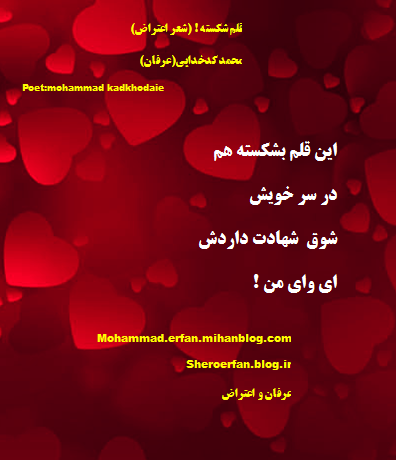 قلم شکسته ! (شعر اعتراض)
محمد کدخدایی(عرفان)
Poet:mohammad kadkhodaie
این قلم بشکسته هم
در سر خویش
شوق شهادت داردش
ای وای من !
Mohammad.erfan.mihanblog.com
Sheroerfan.blog.ir
عرفان و اعتراض